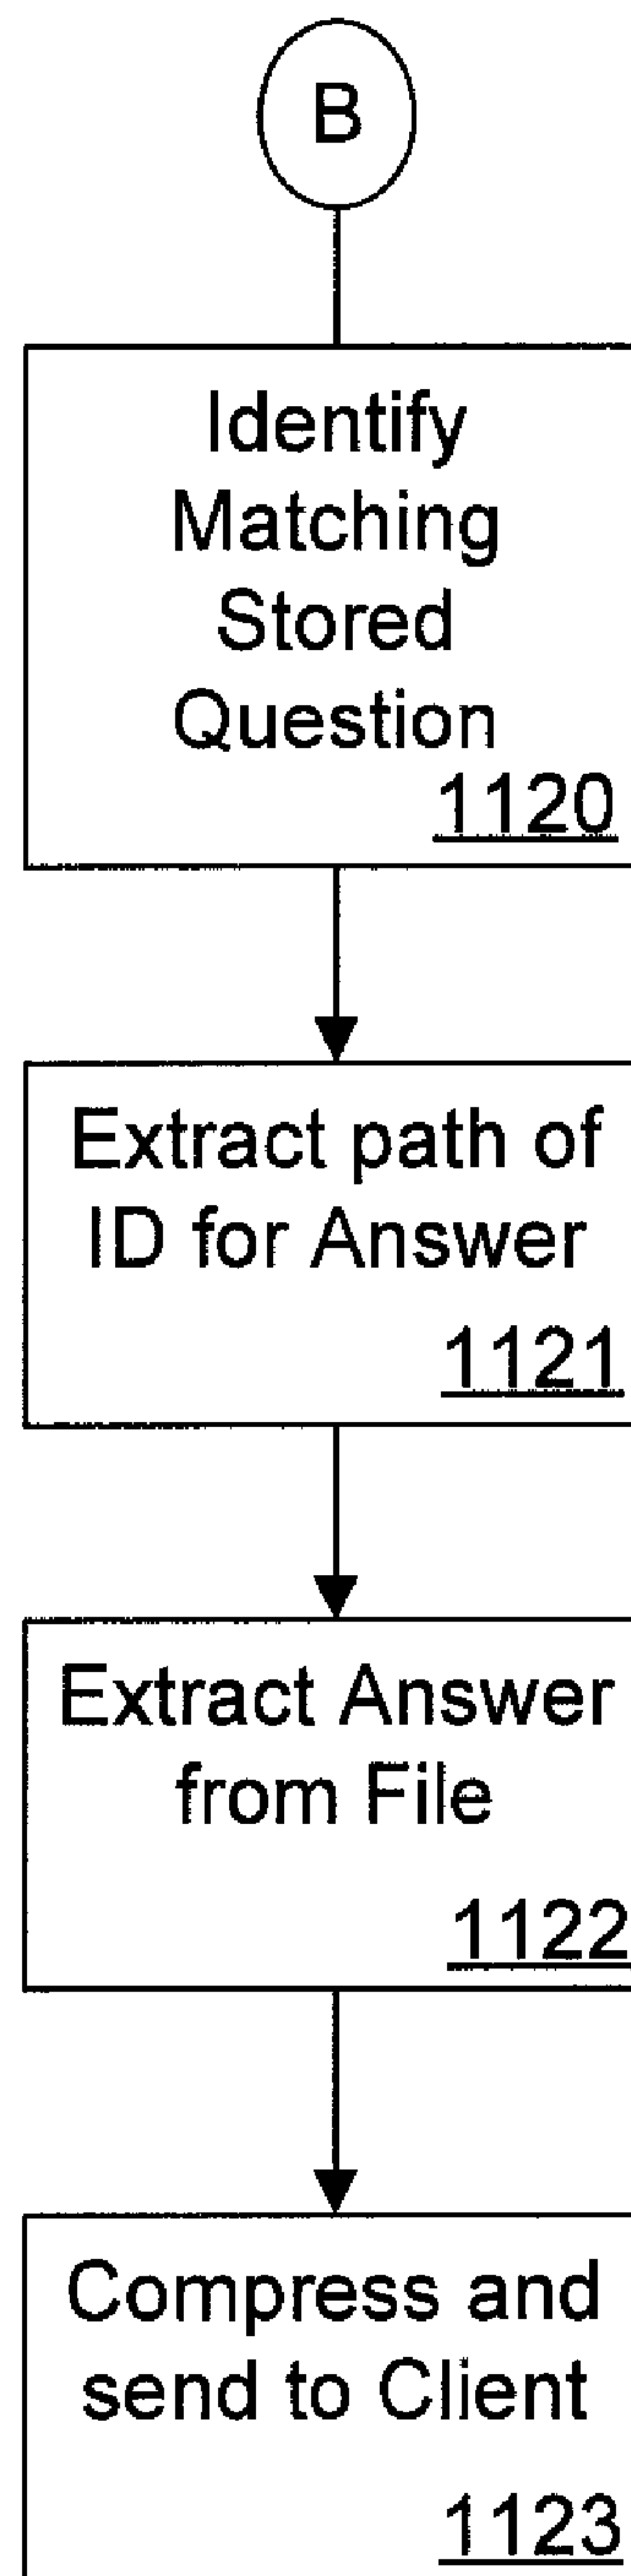 B
Identify
Matching
Stored
Question
1120
Extract path of
ID for Answer
1121
Extract Answer
from File
1122
Compress and
send to Client
1123